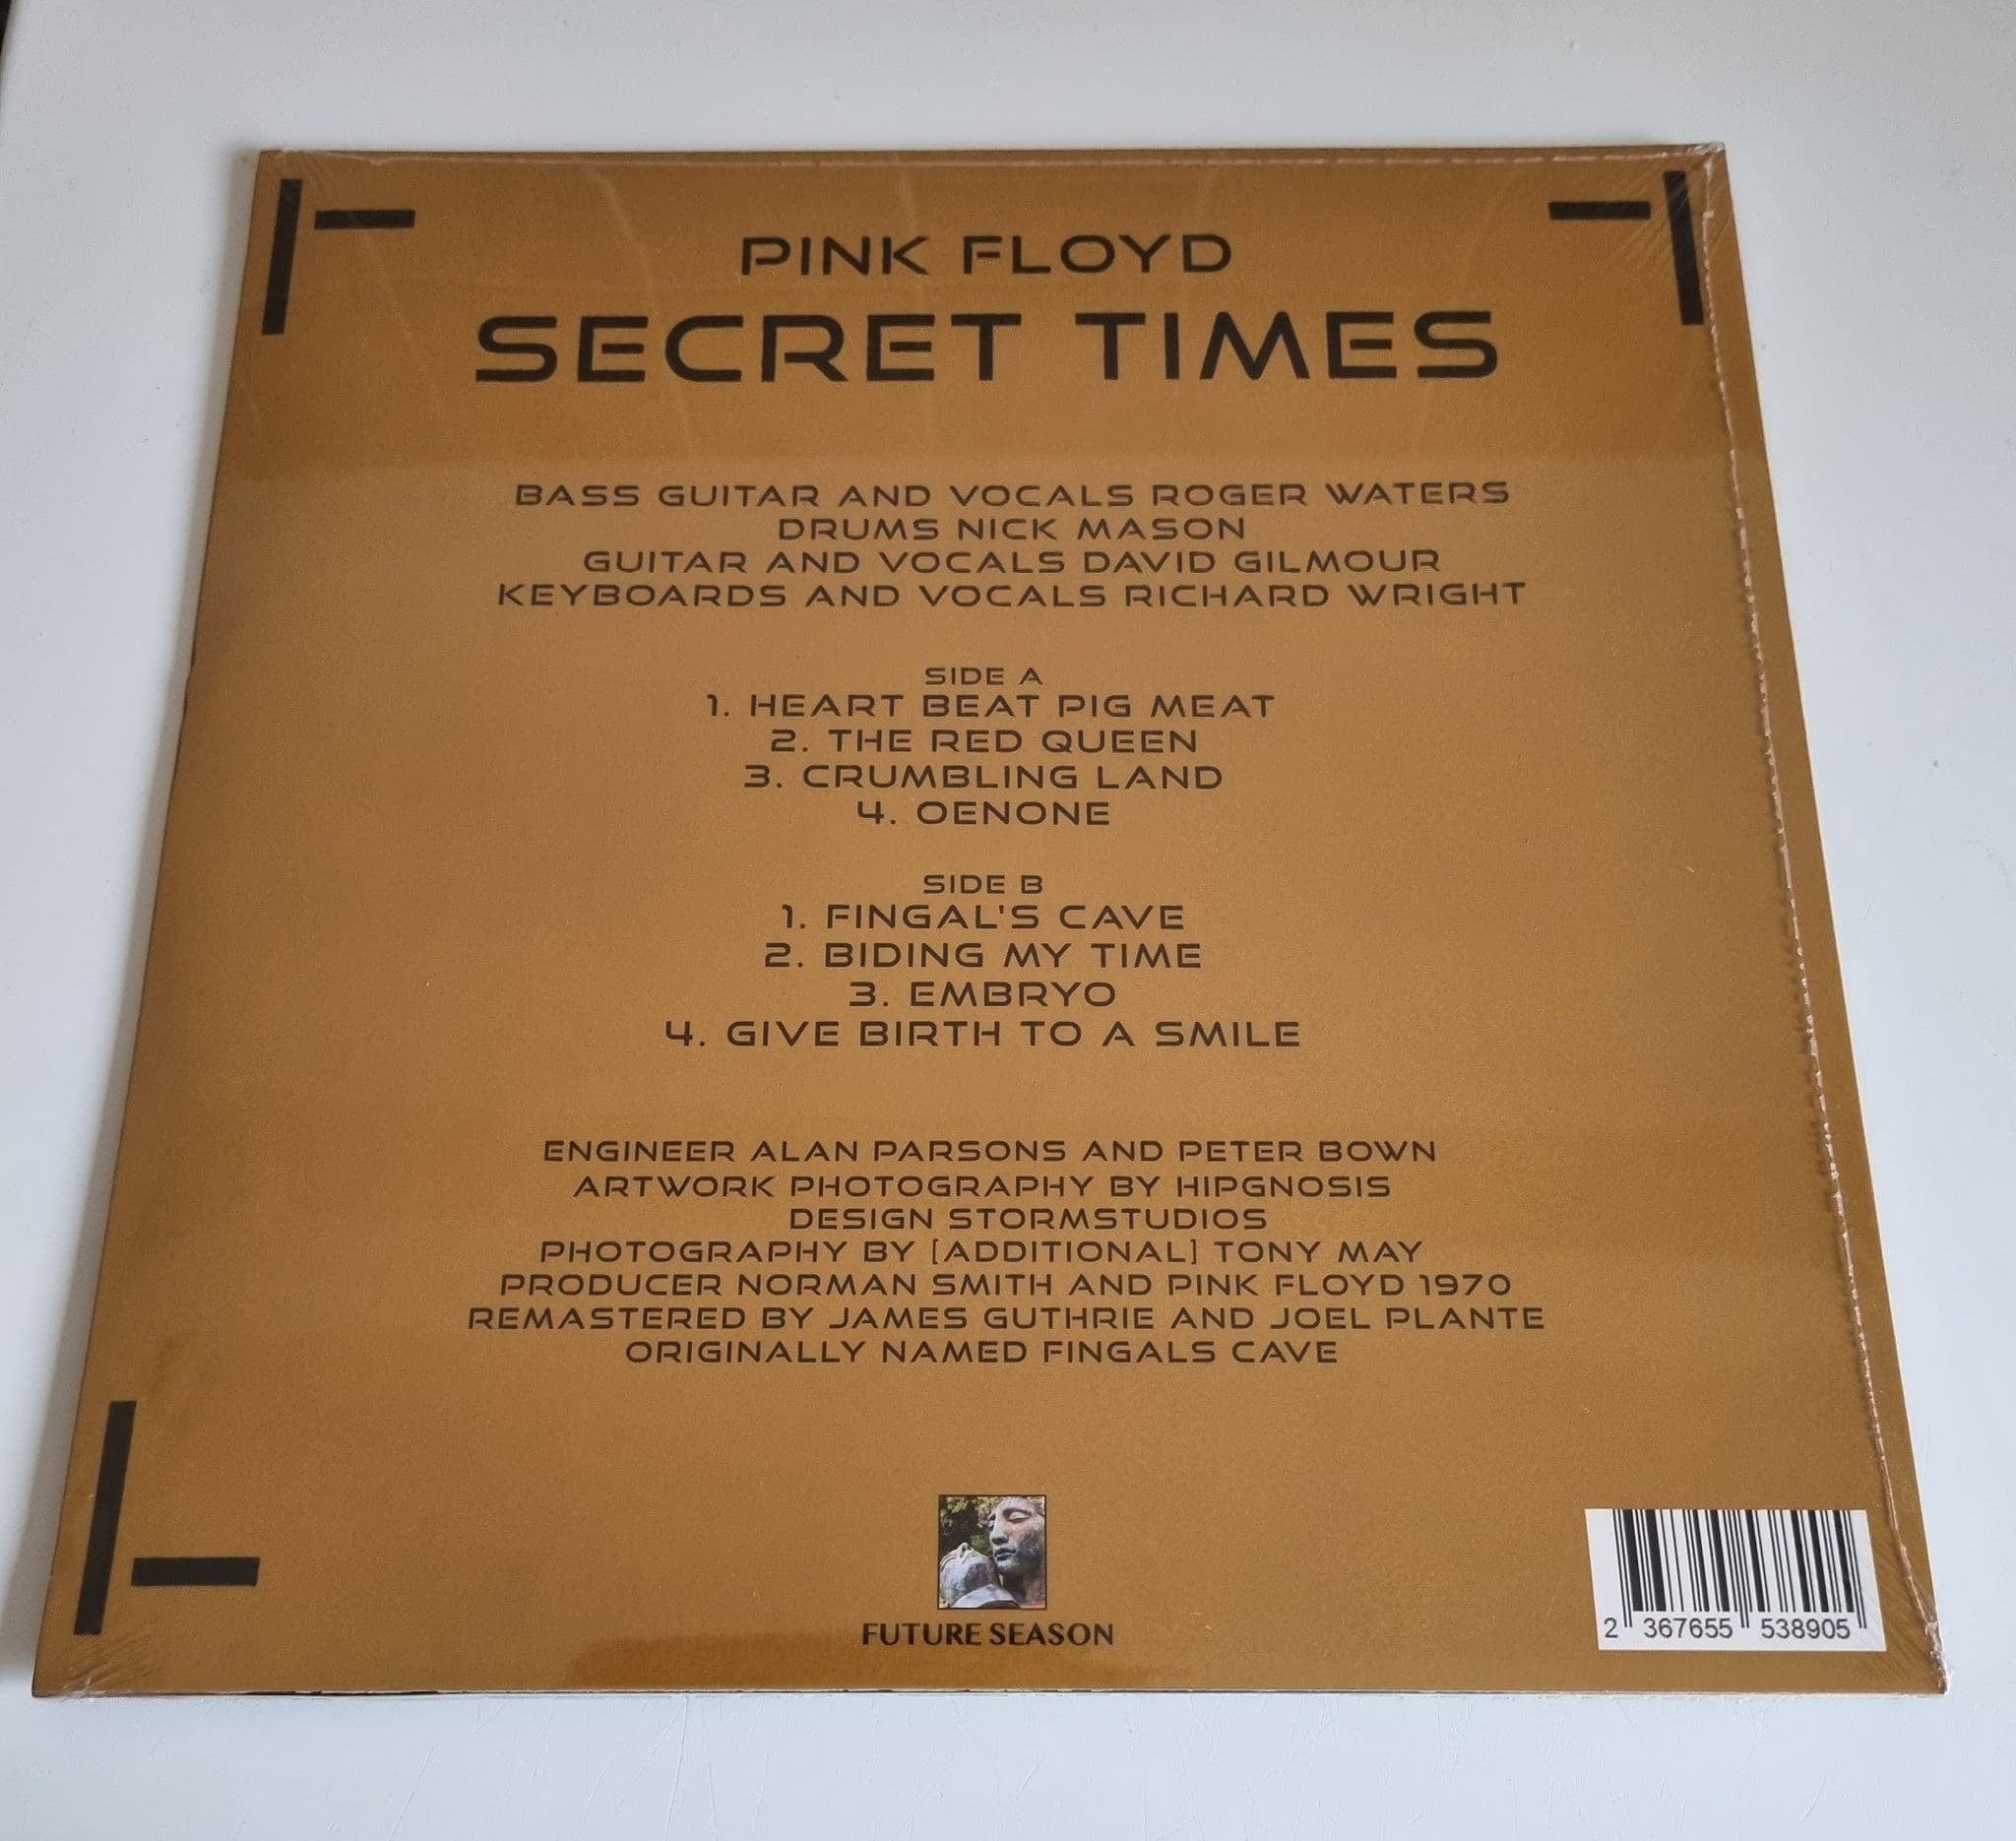 PINK FLOYD
SECRET TIMES
BASS GUITAR AND VOCALS ROGER WATERS
DRUMS NICK MASON
GUITAR AND VOCALS DAVID GILMOUR
KEYBOARDS AND VOCALS RICHARD WRIGHT
SIDE A
1. HEART BEAT PIG MEAT
2. THE RED QUEEN
3. CRUMBLING LAND
4. OENONE
SIDE B
1. FINGAL'S CAVE
2. BIDING MY TIME
3. EMBRYO
4. GIVE BIRTH TO A SMILE
ENGINEER ALAN PARSONS AND PETER BOWN
ARTWORK PHOTOGRAPHY BY HIPGNOSIS
DESIGN STORMSTUDIOS
PHOTOGRAPHY BY [ADDITIONAL] TONY MAY
PRODUCER NORMAN SMITH AND PINK FLOYD 1970
REMASTERED BY JAMES GUTHRIE AND JOEL PLANTE
ORIGINALLY NAMED FINGALS CAVE
FUTURE SEASON
2 367655 538905